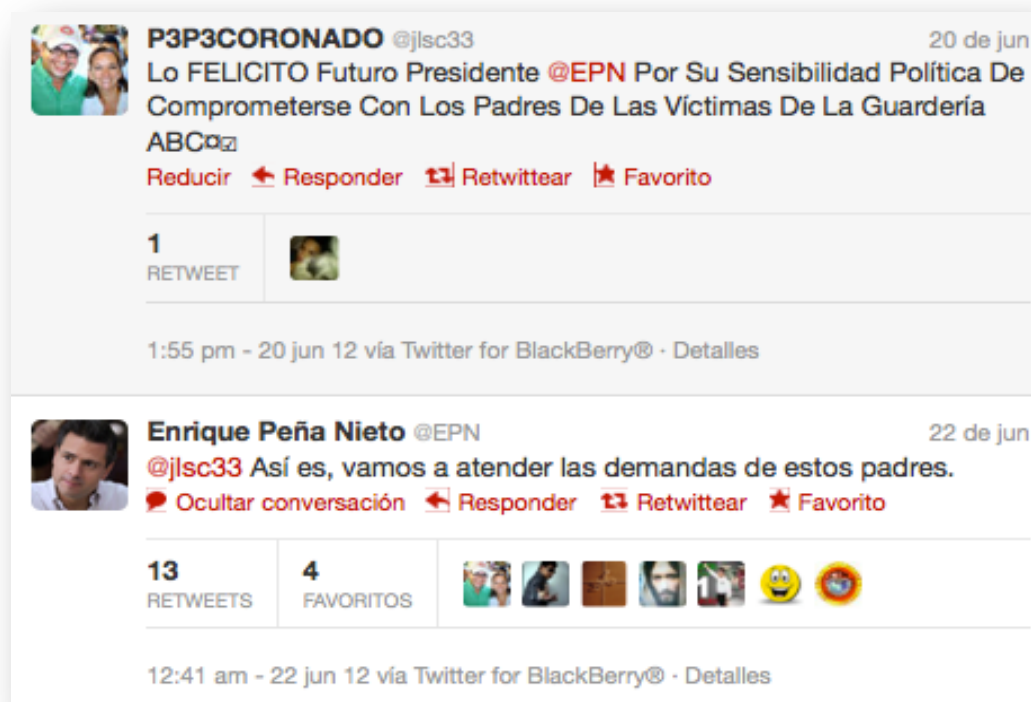 P3P3CORONADO @jlsc33 20 de jun
Lo FELICITO Futuro Presidente @EPN Por Su Sensibilidad Política De
Comprometerse Con Los Padres De Las Víctimas De La Guardería
ABC¤☑
Reducir Responder Retwittear Favorito
1
RETWEET
1:55 pm - 20 jun 12 vía Twitter for BlackBerry® · Detalles
Enrique Peña Nieto @EPN 22 de jun
@jlsc33 Así es, vamos a atender las demandas de estos padres.
Ocultar conversación Responder Retwittear Favorito
13 4
RETWEETS FAVORITOS
12:41 am - 22 jun 12 vía Twitter for BlackBerry® · Detalles